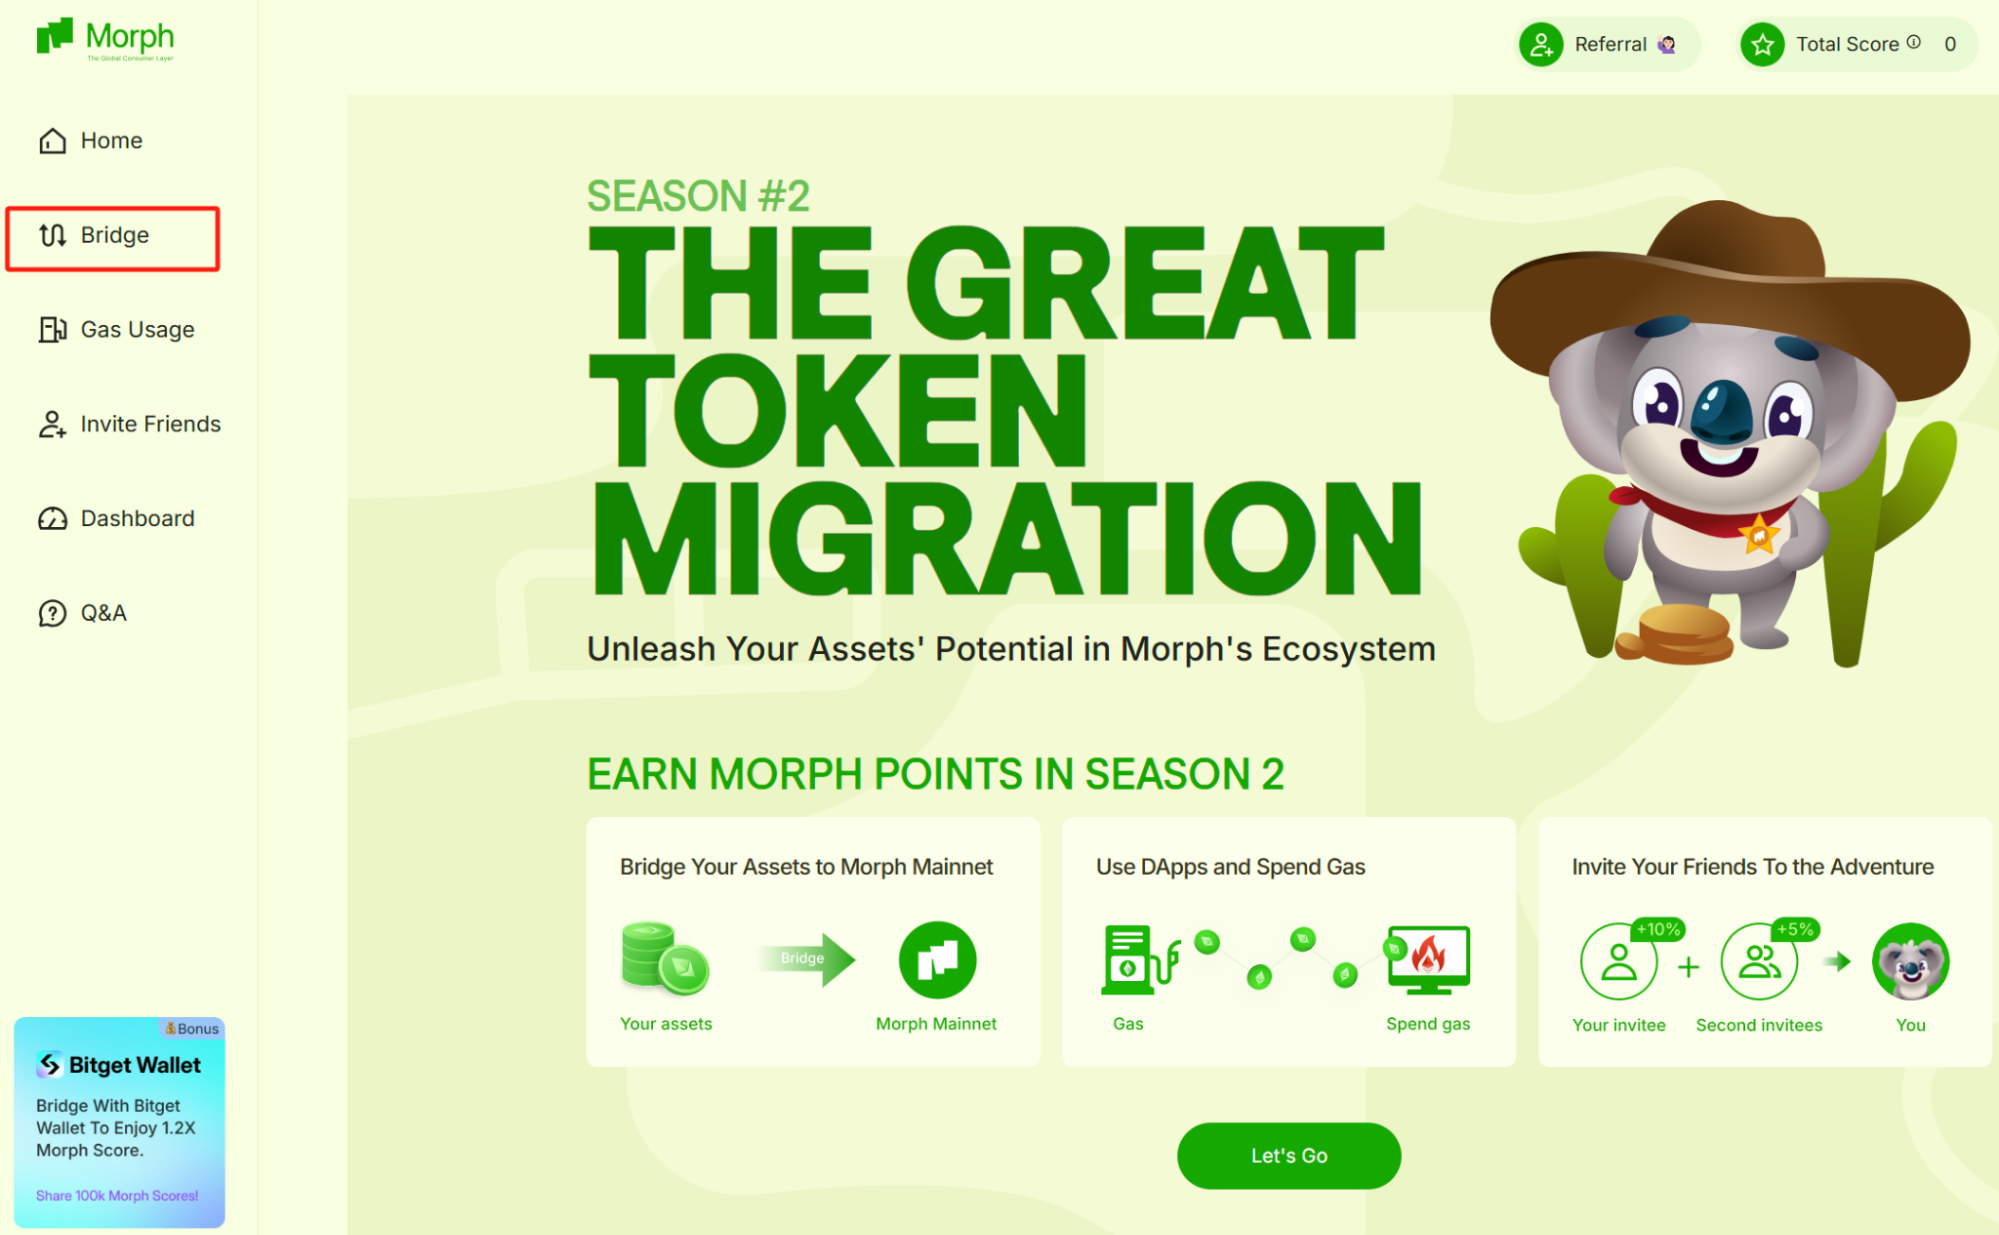 Morph
The Global Consumer Layer
Referral
Total Score 0
Home
Bridge
Gas Usage
Invite Friends
Dashboard
Q&A
Bonus
Bitget Wallet
Bridge With Bitget
Wallet To Enjoy 1.2X
Morph Score.
Share 100k Morph Scores!
SEASON #2
THE GREAT
TOKEN
MIGRATION
Unleash Your Assets' Potential in Morph's Ecosystem
EARN MORPH POINTS IN SEASON 2
Bridge Your Assets to Morph Mainnet
Bridge
Your assets
Morph Mainnet
Use DApps and Spend Gas
Gas
Spend gas
Invite Your Friends To the Adventure
+10%
+5%
Your invitee
Second invitees
You
Let's Go